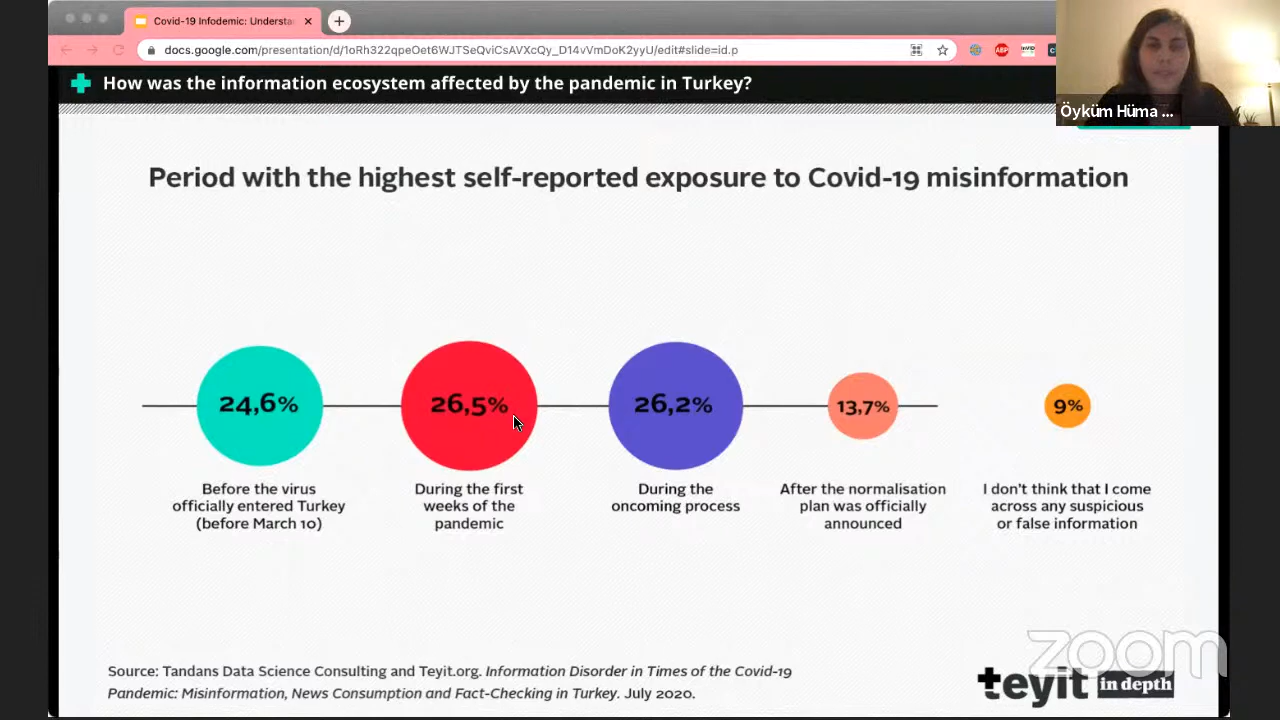 Covid-19 Infodemic: Understa
docs.google.com/presentation/d/1oRh322qpeOet6WJTSeQviCsAVXcQy_D14vVmDoK2yyU/edit#slide=id.p
ABP
How was the information ecosystem affected by the pandemic in Turkey?
Öyküm Hüma ...
Period with the highest self-reported exposure to Covid-19 misinformation
24,6%
26,5%
26,2%
13,7%
9%
Before the virus
officially entered Turkey
(before March 10)
During the first
weeks of the
pandemic
During the
oncoming process
After the normalisation
plan was officially
announced
I don't think that I come
across any suspicious
or false information
Source: Tandans Data Science Consulting and Teyit.org. Information Disorder in Times of the Covid-19
Pandemic: Misinformation, News Consumption and Fact-Checking in Turkey. July 2020.
zoom
teyit in depth